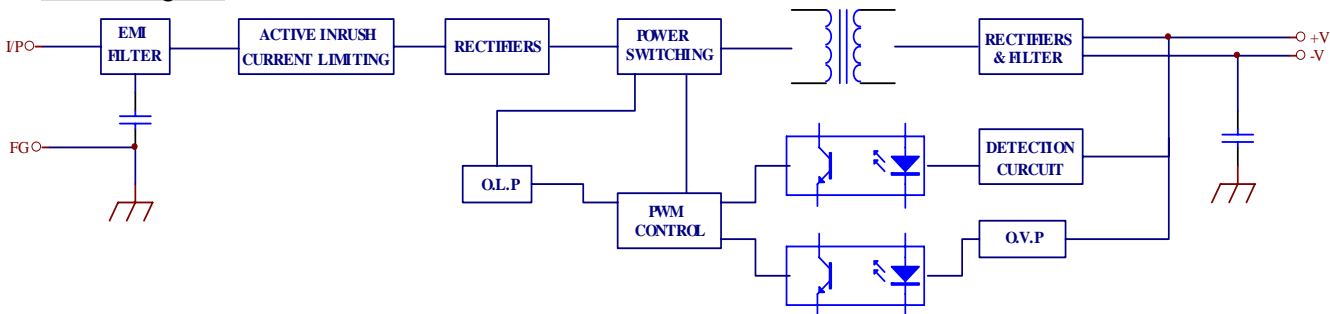 I/P
EMI
FILTER
ACTIVE INRUSH
CURRENT LIMITING
RECTIFIERS
POWER
SWITCHING
RECTIFIERS
& FILTER
+V
-V
FG
O.L.P
PWM
CONTROL
DETECTION
CURCUIT
O.V.P